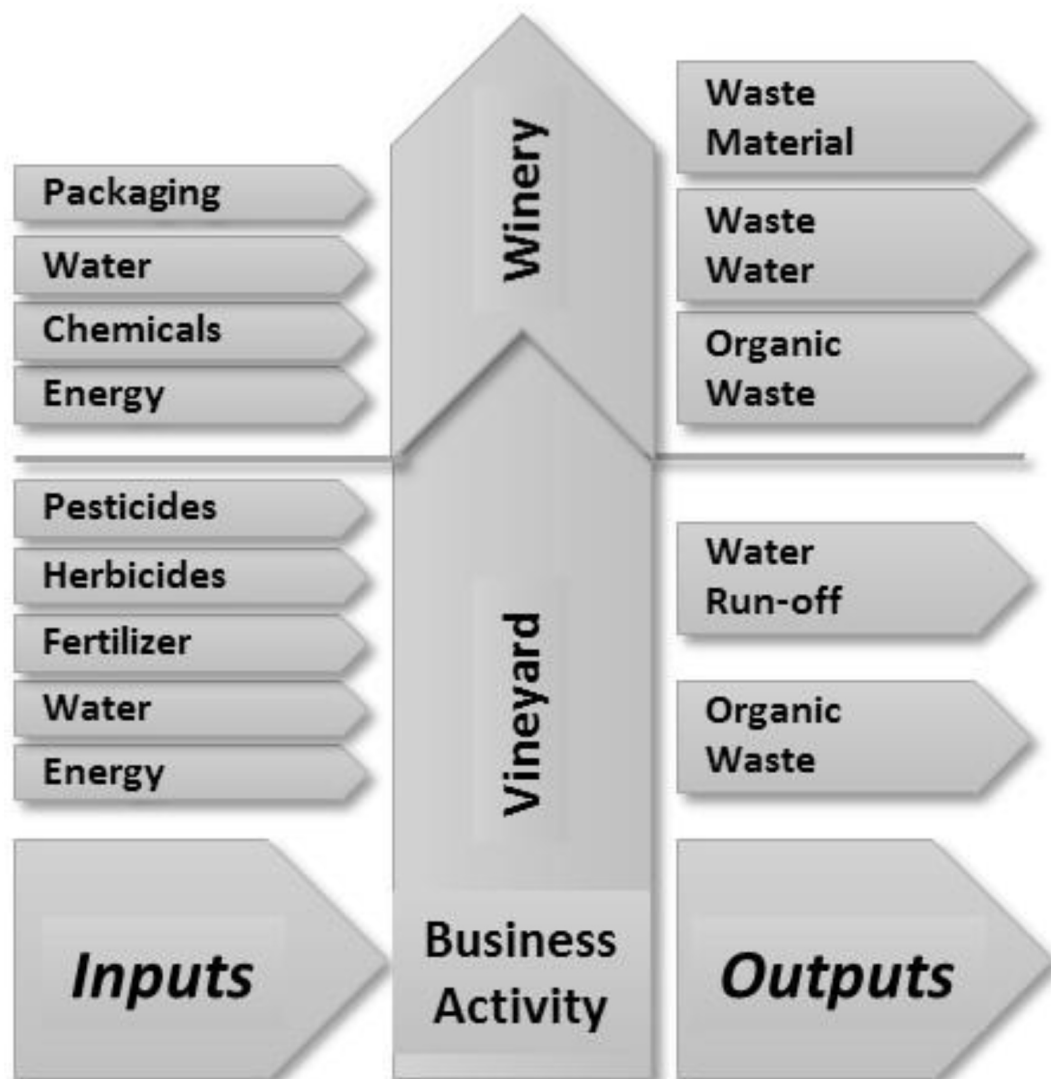 Packaging
Water
Chemicals
Energy
Pesticides
Herbicides
Fertilizer
Water
Energy
Inputs
Winery
Vineyard
Business
Activity
Waste
Material
Waste
Water
Organic
Waste
Water
Run-off
Organic
Waste
Outputs